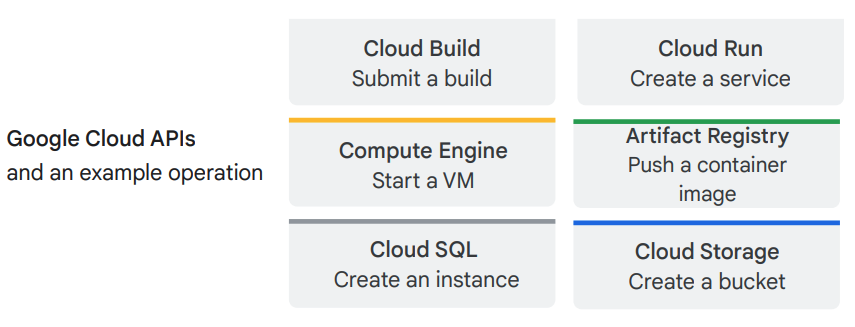 Google Cloud APIs
and an example operation
Cloud Build
Submit a build
Cloud Run
Create a service
Compute Engine
Start a VM
Artifact Registry
Push a container
image
Cloud SQL
Create an instance
Cloud Storage
Create a bucket